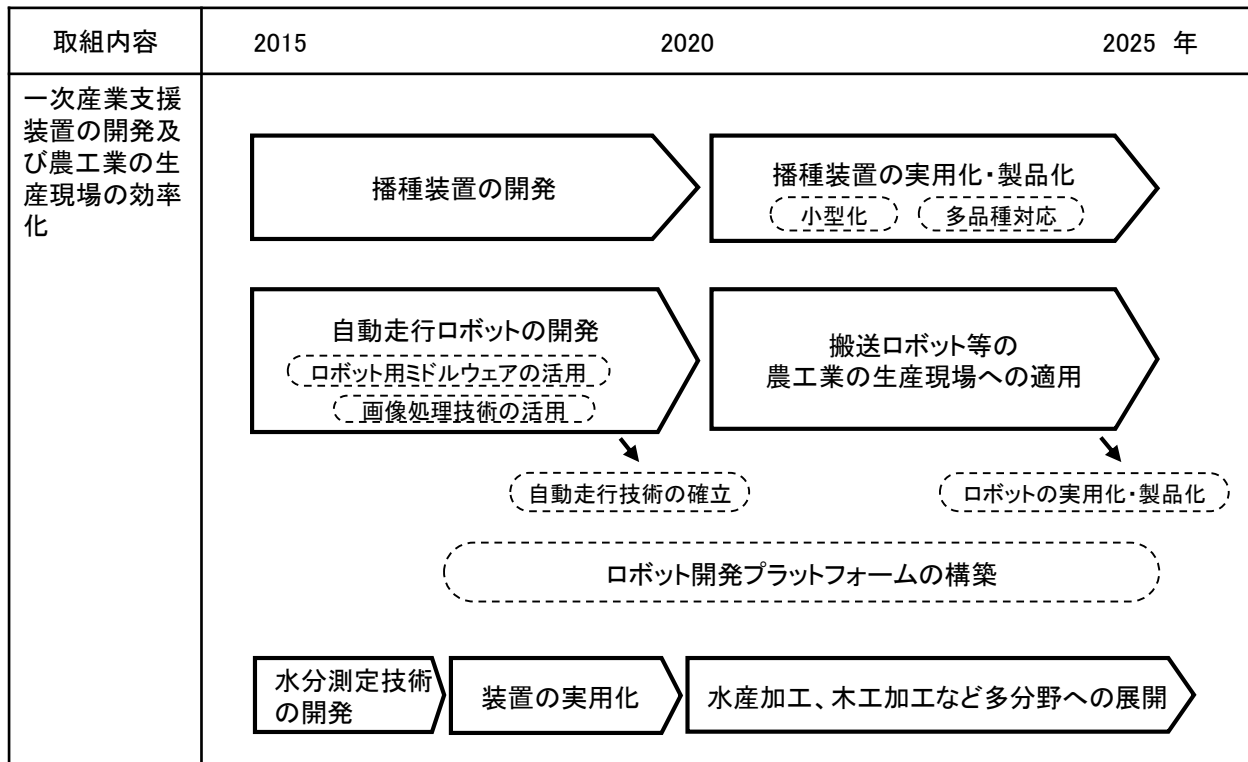 取組内容
2015
2020
2025 年
一次産業支援
装置の開発及
び農工業の生
産現場の効率
化
播種装置の開発
播種装置の実用化・製品化
小型化
多品種対応
自動走行ロボットの開発
ロボット用ミドルウェアの活用
画像処理技術の活用
搬送ロボット等の
農工業の生産現場への適用
自動走行技術の確立
ロボットの実用化・製品化
ロボット開発プラットフォームの構築
水分測定技術
の開発
装置の実用化
水産加工、木工加工など多分野への展開